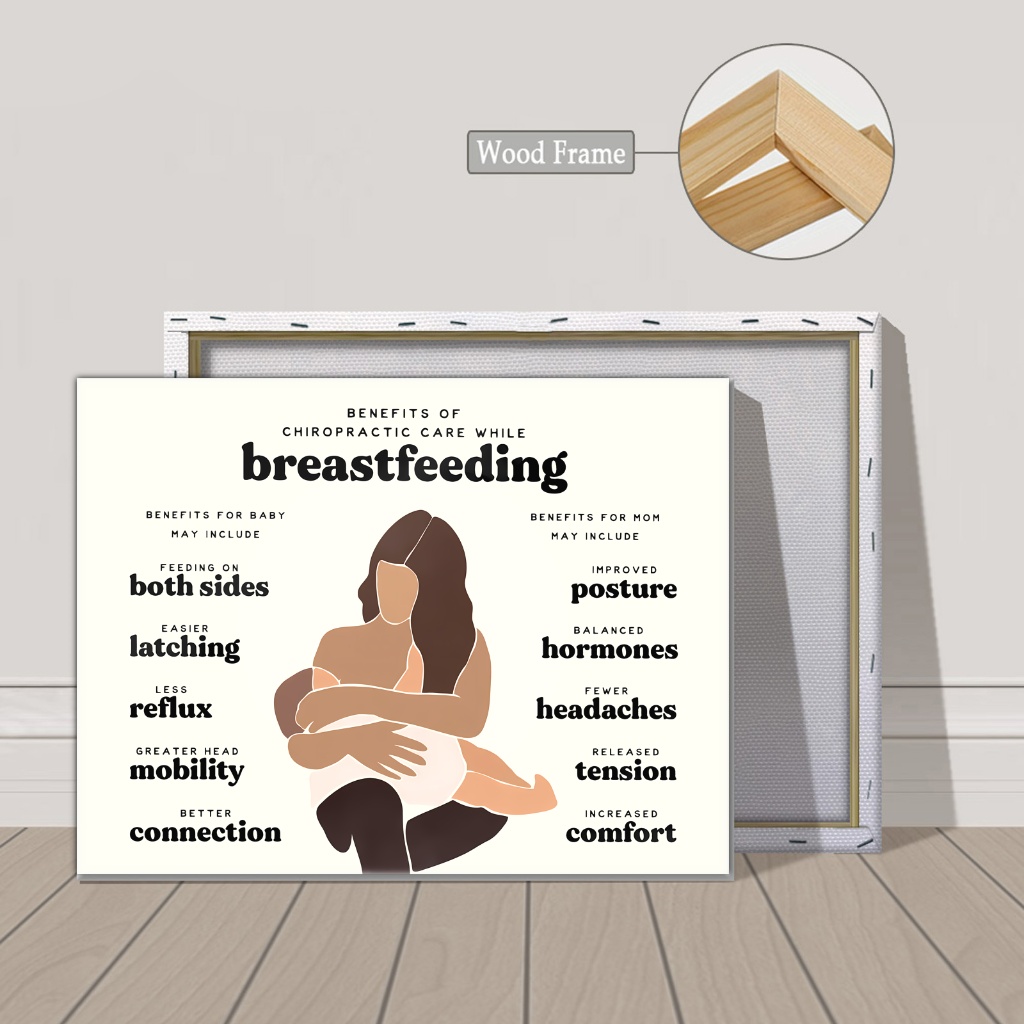 Wood Frame
BENEFITS OF
CHIROPRACTIC CARE WHILE
breastfeeding
BENEFITS FOR BABY
MAY INCLUDE
FEEDING ON
both sides
EASIER
latching
LESS
reflux
GREATER HEAD
mobility
BETTER
connection
BENEFITS FOR MOM
MAY INCLUDE
IMPROVED
posture
BALANCED
hormones
FEWER
headaches
RELEASED
tension
INCREASED
comfort